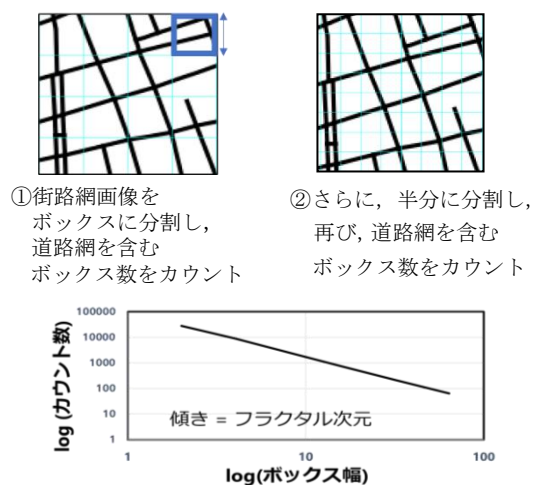 ①街路網画像を
ボックスに分割し,
道路網を含む
ボックス数をカウント
②さらに, 半分に分割し,
再び, 道路網を含む
ボックス数をカウント
log (カウント数)
100000
10000
1000
100
10
1
傾き = フラクタル次元
1
10
100
log(ボックス幅)